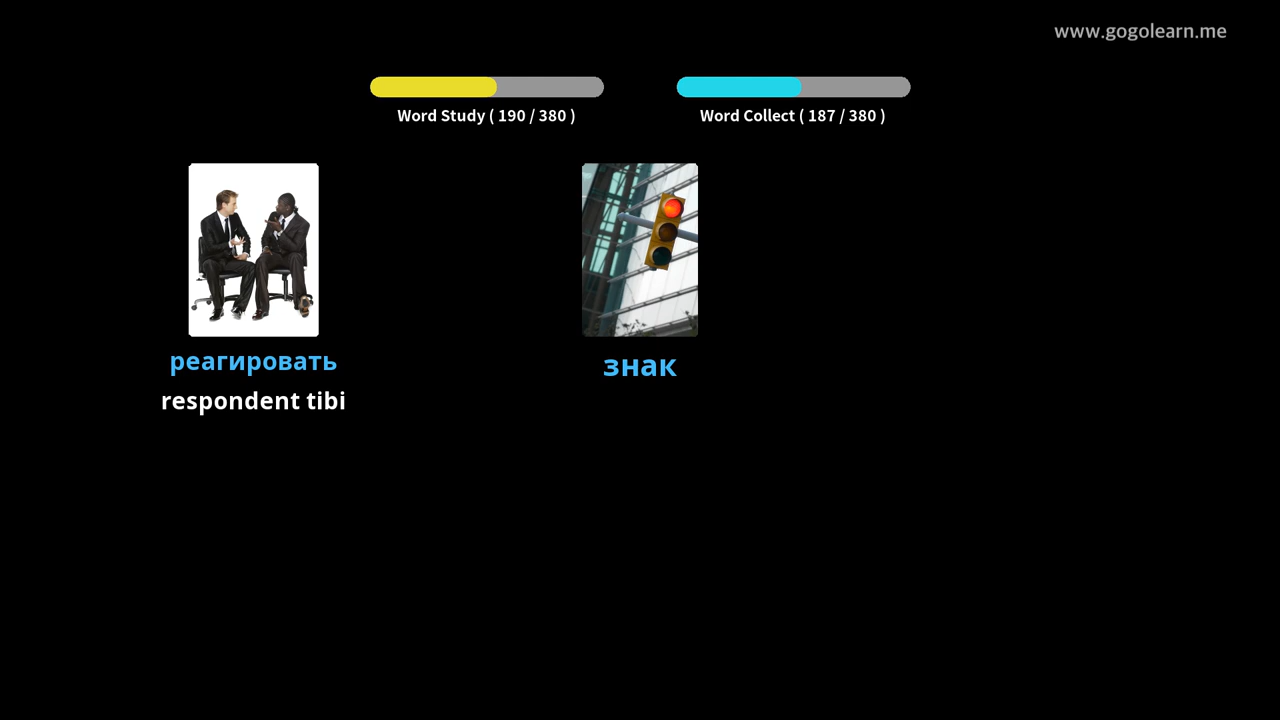 www.gogolearn.me
Word Study ( 190 / 380 )
Word Collect ( 187 / 380 )
реагировать
respondent tibi
знак